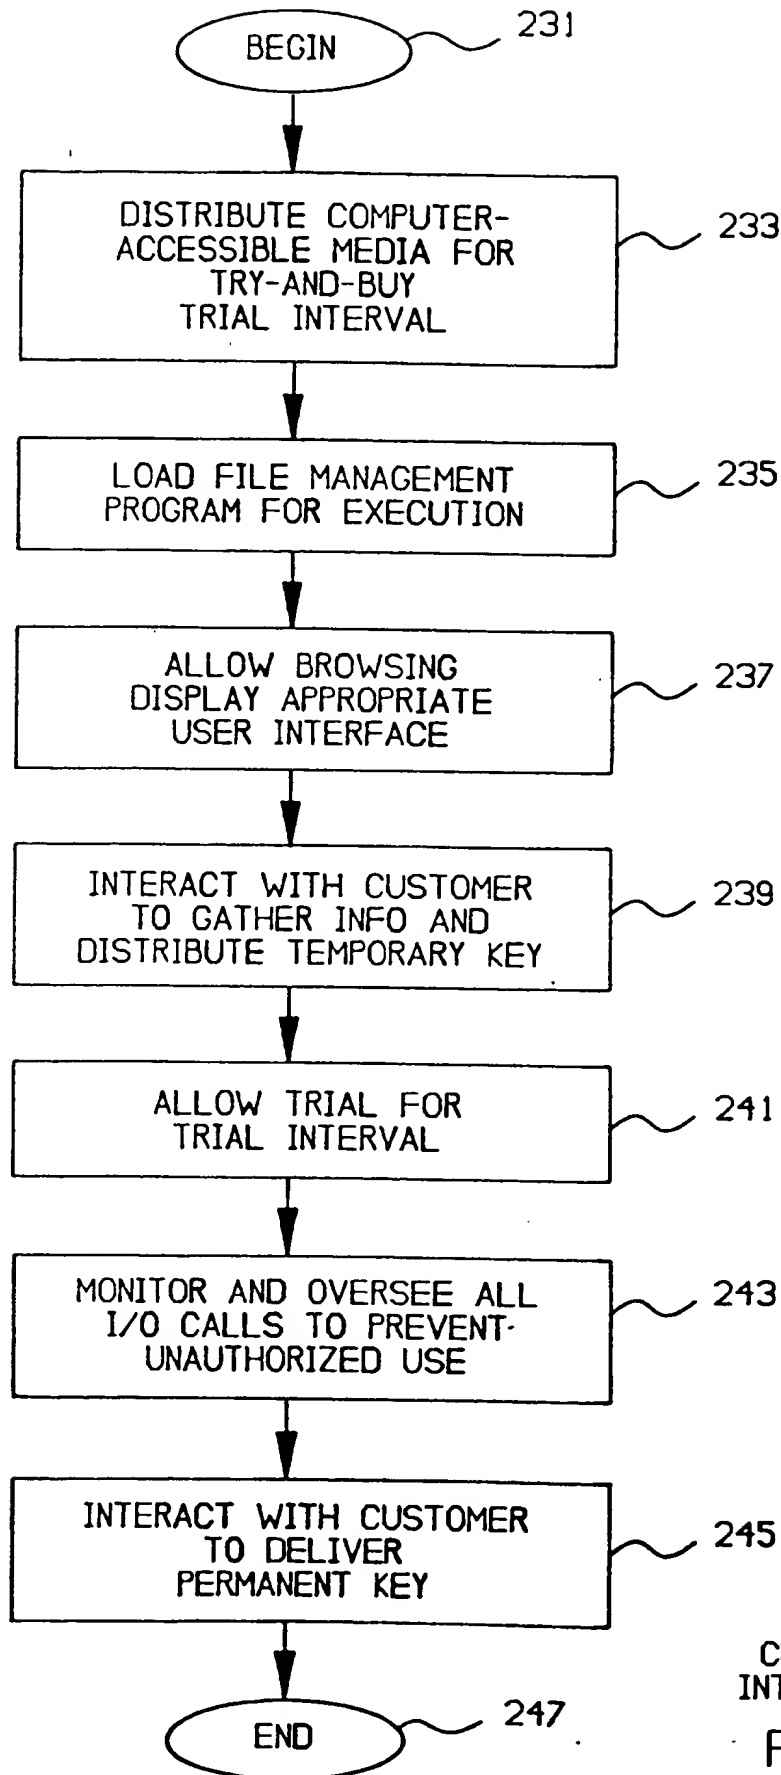 BEGIN
231
DISTRIBUTE COMPUTER-
ACCESSIBLE MEDIA FOR
TRY-AND-BUY
TRIAL INTERVAL
233
LOAD FILE MANAGEMENT
PROGRAM FOR EXECUTION
235
ALLOW BROWSING
DISPLAY APPROPRIATE
USER INTERFACE
237
INTERACT WITH CUSTOMER
TO GATHER INFO AND
DISTRIBUTE TEMPORARY KEY
239
ALLOW TRIAL FOR
TRIAL INTERVAL
241
MONITOR AND OVERSEE ALL
I/O CALLS TO PREVENT
UNAUTHORIZED USE
243
INTERACT WITH CUSTOMER
TO DELIVER
PERMANENT KEY
245
END
247